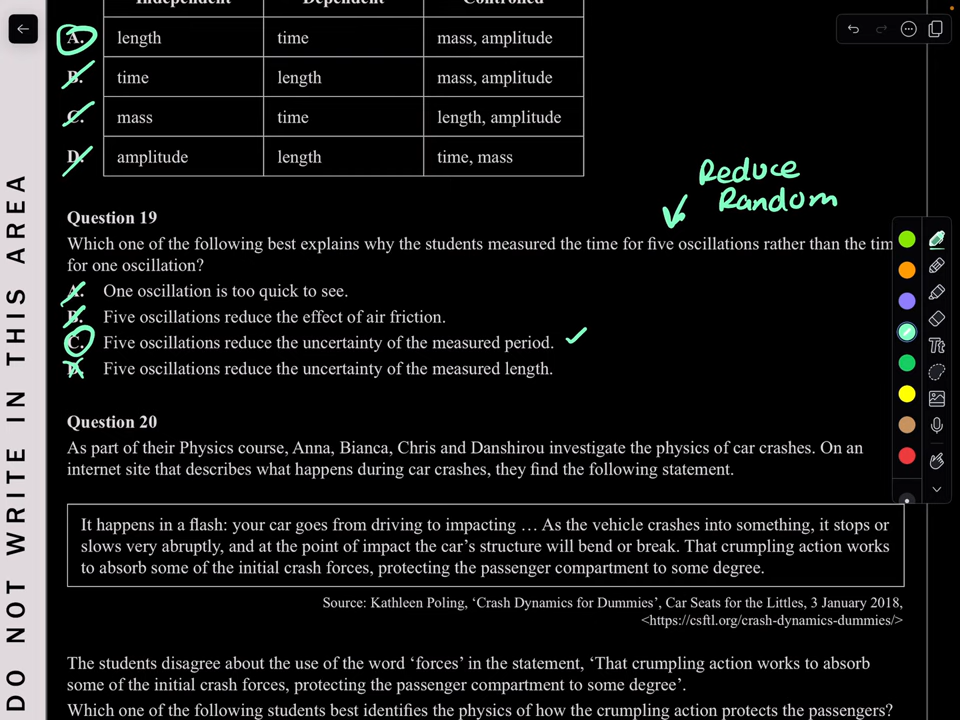 DO NOT WRITE IN THIS AREA
Independent Dependent Controlled
A. length time mass, amplitude
B. time length mass, amplitude
C. mass time length, amplitude
D. amplitude length time, mass
Reduce
Random
Question 19
Which one of the following best explains why the students measured the time for five oscillations rather than the tim
for one oscillation?
A. One oscillation is too quick to see.
B. Five oscillations reduce the effect of air friction.
C. Five oscillations reduce the uncertainty of the measured period.
D. Five oscillations reduce the uncertainty of the measured length.
Question 20
As part of their Physics course, Anna, Bianca, Chris and Danshirou investigate the physics of car crashes. On an
internet site that describes what happens during car crashes, they find the following statement.
It happens in a flash: your car goes from driving to impacting … As the vehicle crashes into something, it stops or
slows very abruptly, and at the point of impact the car’s structure will bend or break. That crumpling action works
to absorb some of the initial crash forces, protecting the passenger compartment to some degree.
Source: Kathleen Poling, ‘Crash Dynamics for Dummies’, Car Seats for the Littles, 3 January 2018,
<https://csftl.org/crash-dynamics-dummies/>
The students disagree about the use of the word ‘forces’ in the statement, ‘That crumpling action works to absorb
some of the initial crash forces, protecting the passenger compartment to some degree’.
Which one of the following students best identifies the physics of how the crumpling action protects the passengers?
Tt